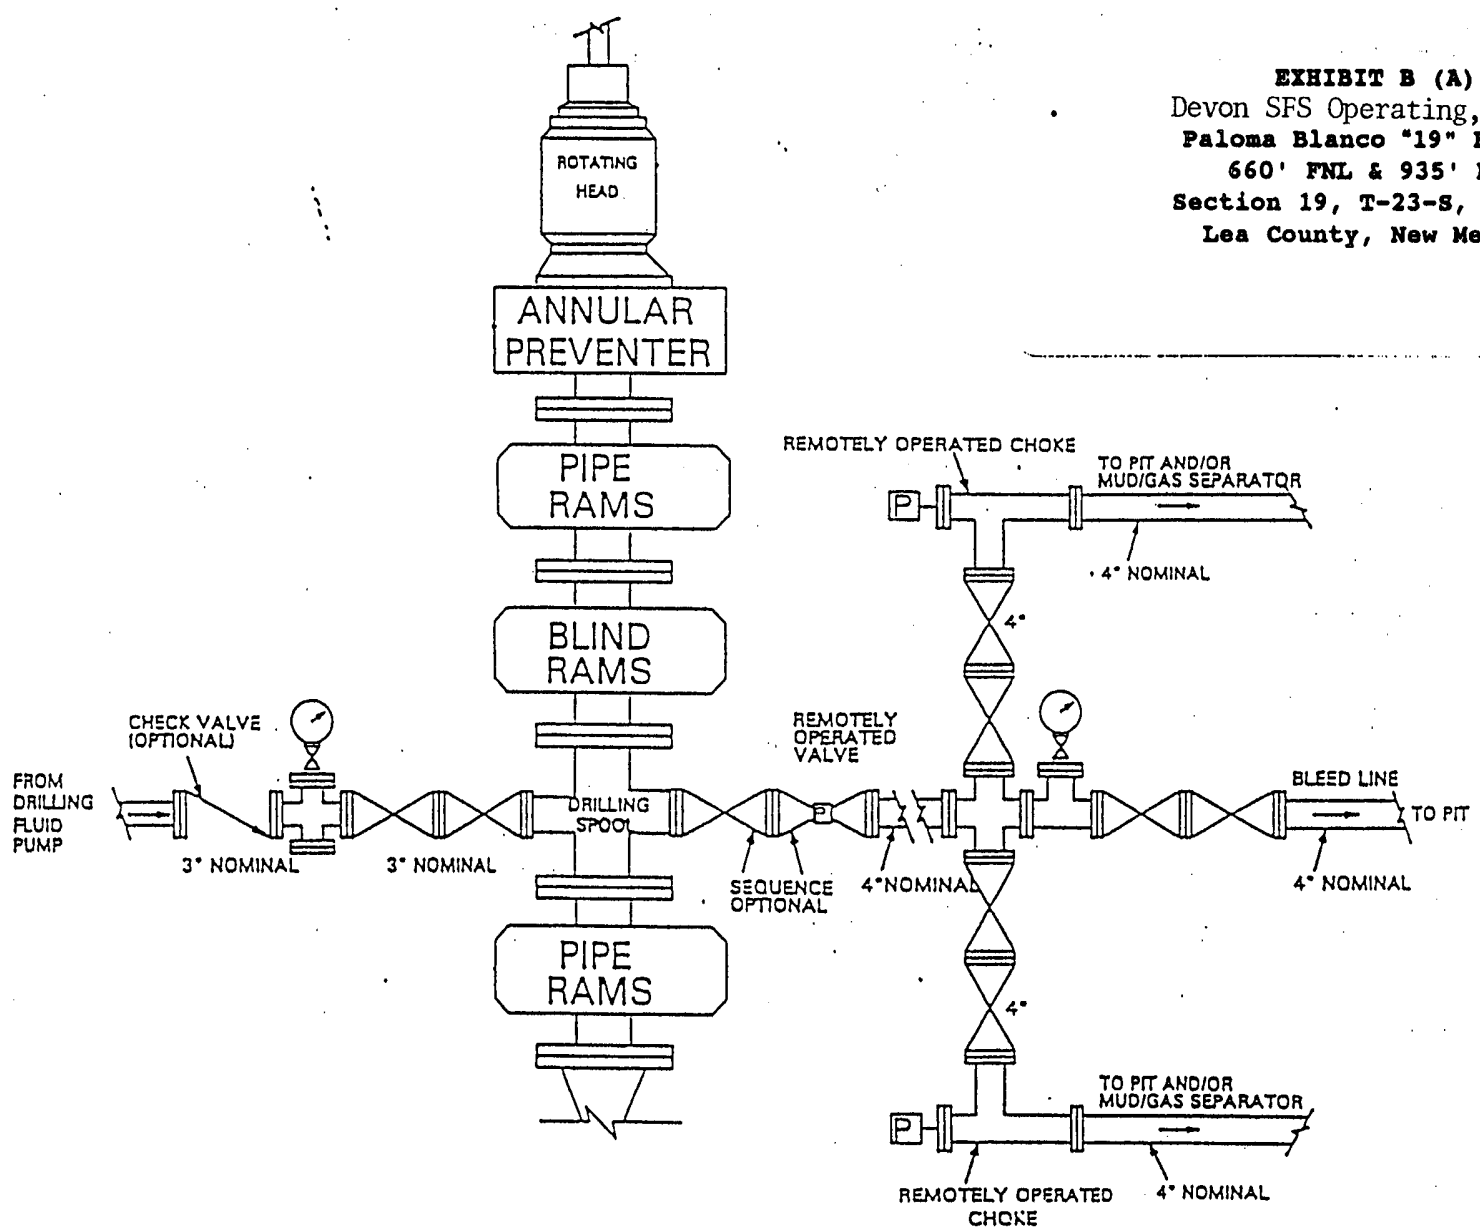 EXHIBIT B (A)
Devon SFS Operating,
Paloma Blanco "19"
660' FNL & 935'
Section 19, T-23-S,
Lea County, New Me
ROTATING
HEAD
ANNULAR
PREVENTER
PIPE
RAMS
BLIND
RAMS
DRILLING
SPOOL
PIPE
RAMS
CHECK VALVE
(OPTIONAL)
FROM
DRILLING
FLUID
PUMP
3" NOMINAL
3" NOMINAL
REMOTELY
OPERATED
VALVE
P
SEQUENCE
OPTIONAL
4" NOMINAL
REMOTELY OPERATED CHOKE
P
TO PIT AND/OR
MUD/GAS SEPARATOR
4" NOMINAL
4"
BLEED LINE
TO PIT
4" NOMINAL
4"
P
TO PIT AND/OR
MUD/GAS SEPARATOR
4" NOMINAL
REMOTELY OPERATED
CHOKE